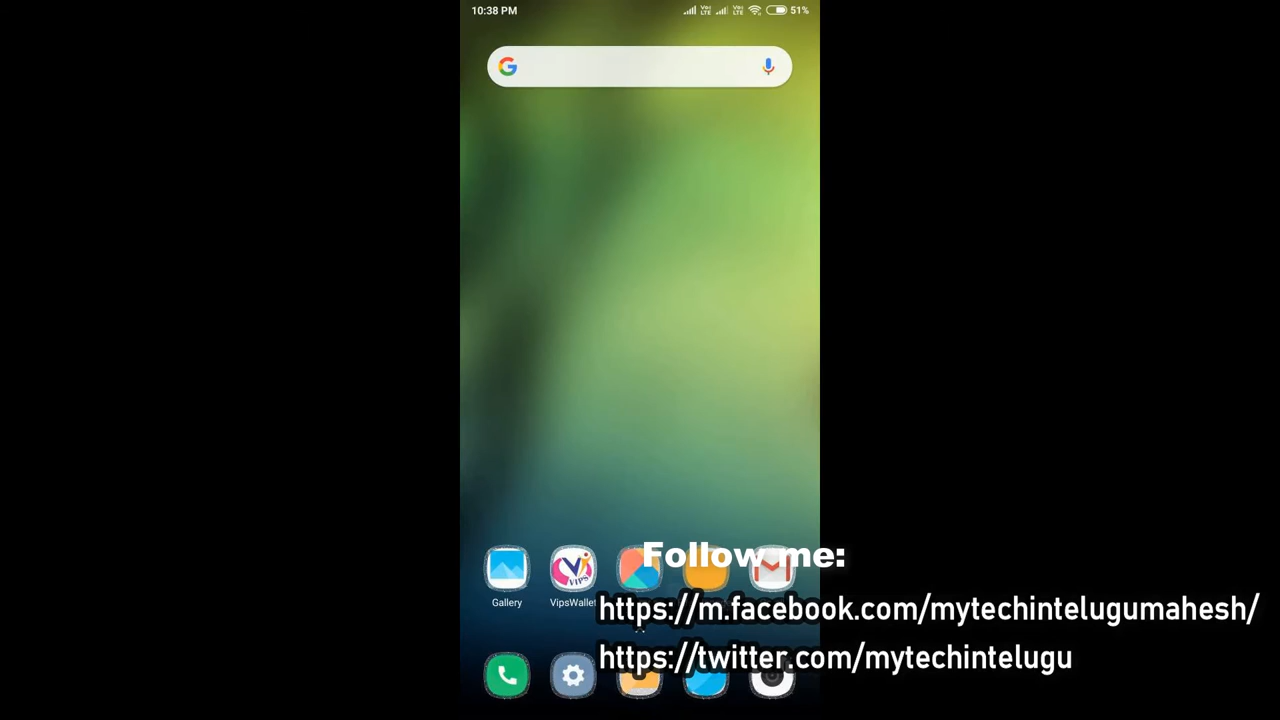 10:38 PM
51%
Gallery
VipsWallet
Follow me:
https://m.facebook.com/mytechintelugumahesh/
https://twitter.com/mytechintelugu